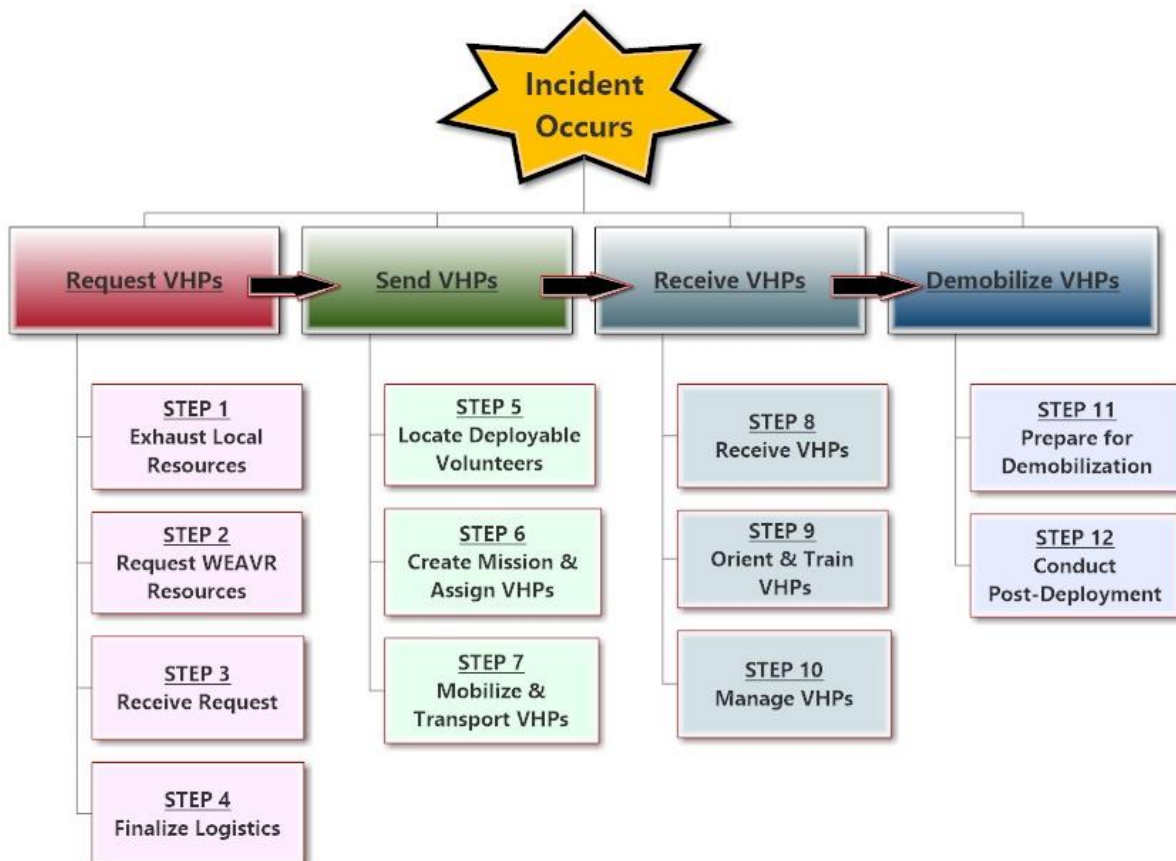 Incident
Occurs
Request VHPs
Send VHPs
Receive VHPs
Demobilize VHPs
STEP 1
Exhaust Local
Resources
STEP 2
Request WEAVR
Resources
STEP 3
Receive Request
STEP 4
Finalize Logistics
STEP 5
Locate Deployable
Volunteers
STEP 6
Create Mission &
Assign VHPs
STEP 7
Mobilize &
Transport VHPs
STEP 8
Receive VHPs
STEP 9
Orient & Train
VHPs
STEP 10
Manage VHPs
STEP 11
Prepare for
Demobilization
STEP 12
Conduct
Post-Deployment